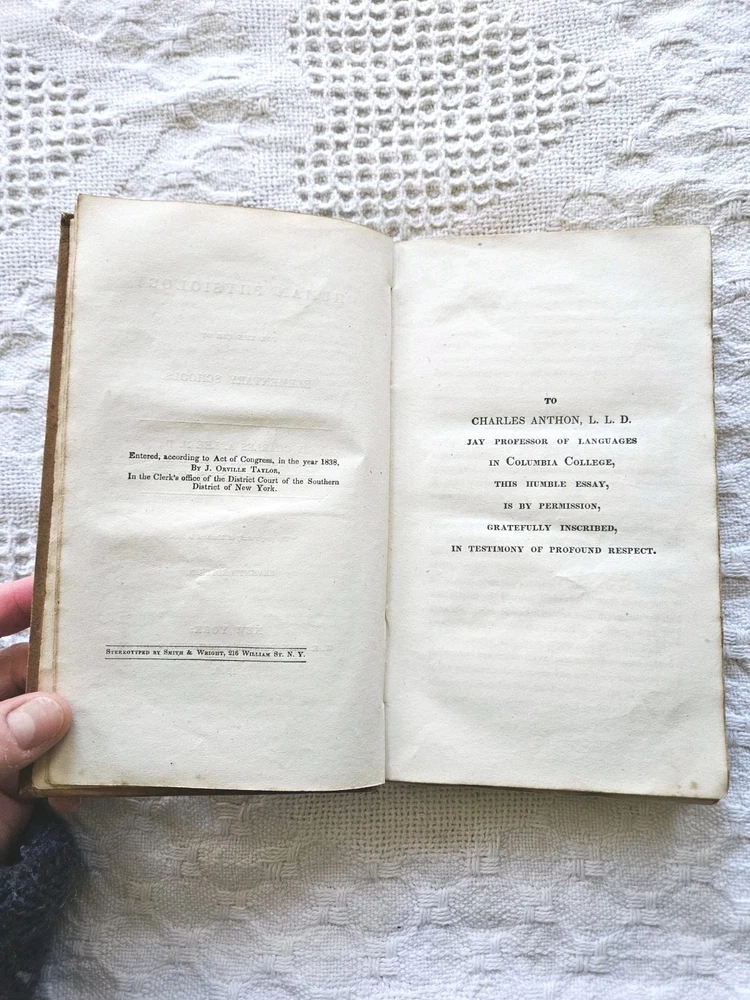 Entered, according to Act of Congress, in the year 1838,
By J. Orville Taylor,
In the Clerk's office of the District Court of the Southern
District of New York.
Stereotyped by Smith & Wright, 216 William St. N. Y.
TO
CHARLES ANTHON, L. L. D.
JAY PROFESSOR OF LANGUAGES
IN COLUMBIA COLLEGE,
THIS HUMBLE ESSAY,
IS BY PERMISSION,
GRATEFULLY INSCRIBED,
IN TESTIMONY OF PROFOUND RESPECT.